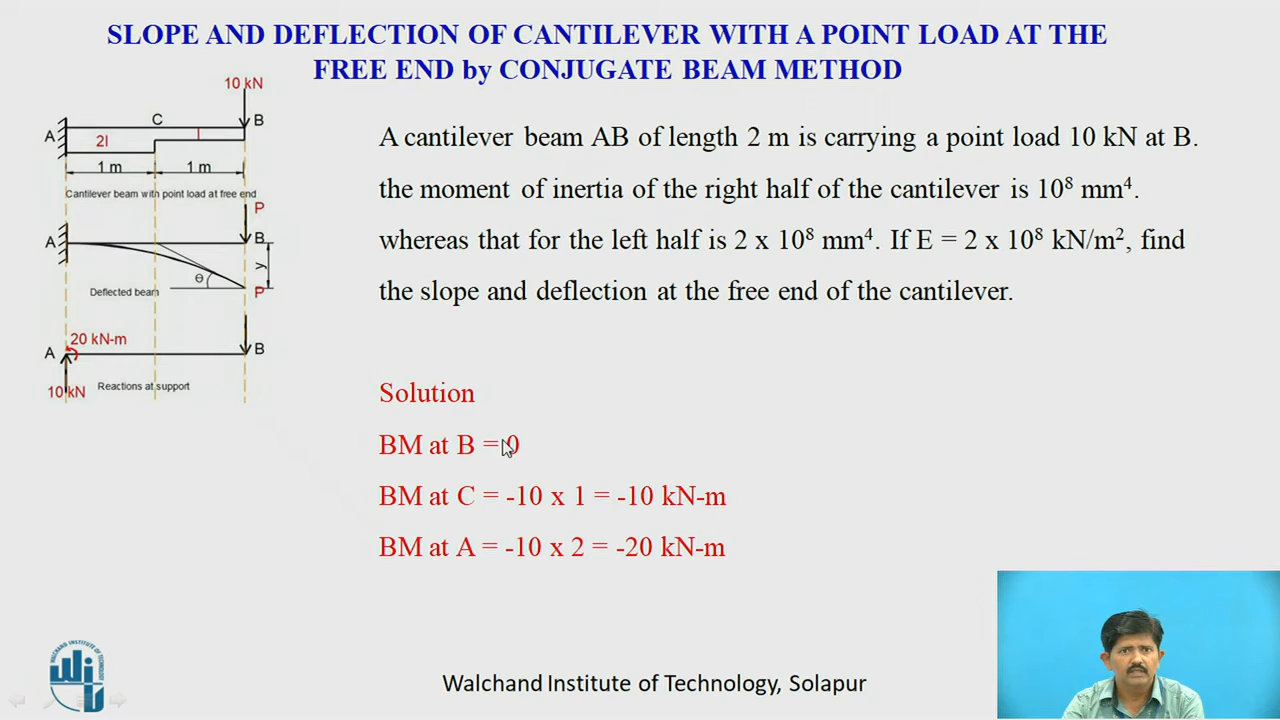 SLOPE AND DEFLECTION OF CANTILEVER WITH A POINT LOAD AT THE
FREE END by CONJUGATE BEAM METHOD
10 kN
A
C
B
2I
I
1 m
1 m
Cantilever beam with point load at free end
P
A
B
y
θ
Deflected beam
P
20 kN-m
A
B
10 kN
Reactions at support
A cantilever beam AB of length 2 m is carrying a point load 10 kN at B.
the moment of inertia of the right half of the cantilever is 10⁸ mm⁴.
whereas that for the left half is 2 x 10⁸ mm⁴. If E = 2 x 10⁸ kN/m², find
the slope and deflection at the free end of the cantilever.
Solution
BM at B = 0
BM at C = -10 x 1 = -10 kN-m
BM at A = -10 x 2 = -20 kN-m
WALCHAND INSTITUTE OF TECHNOLOGY
WIT
Walchand Institute of Technology, Solapur